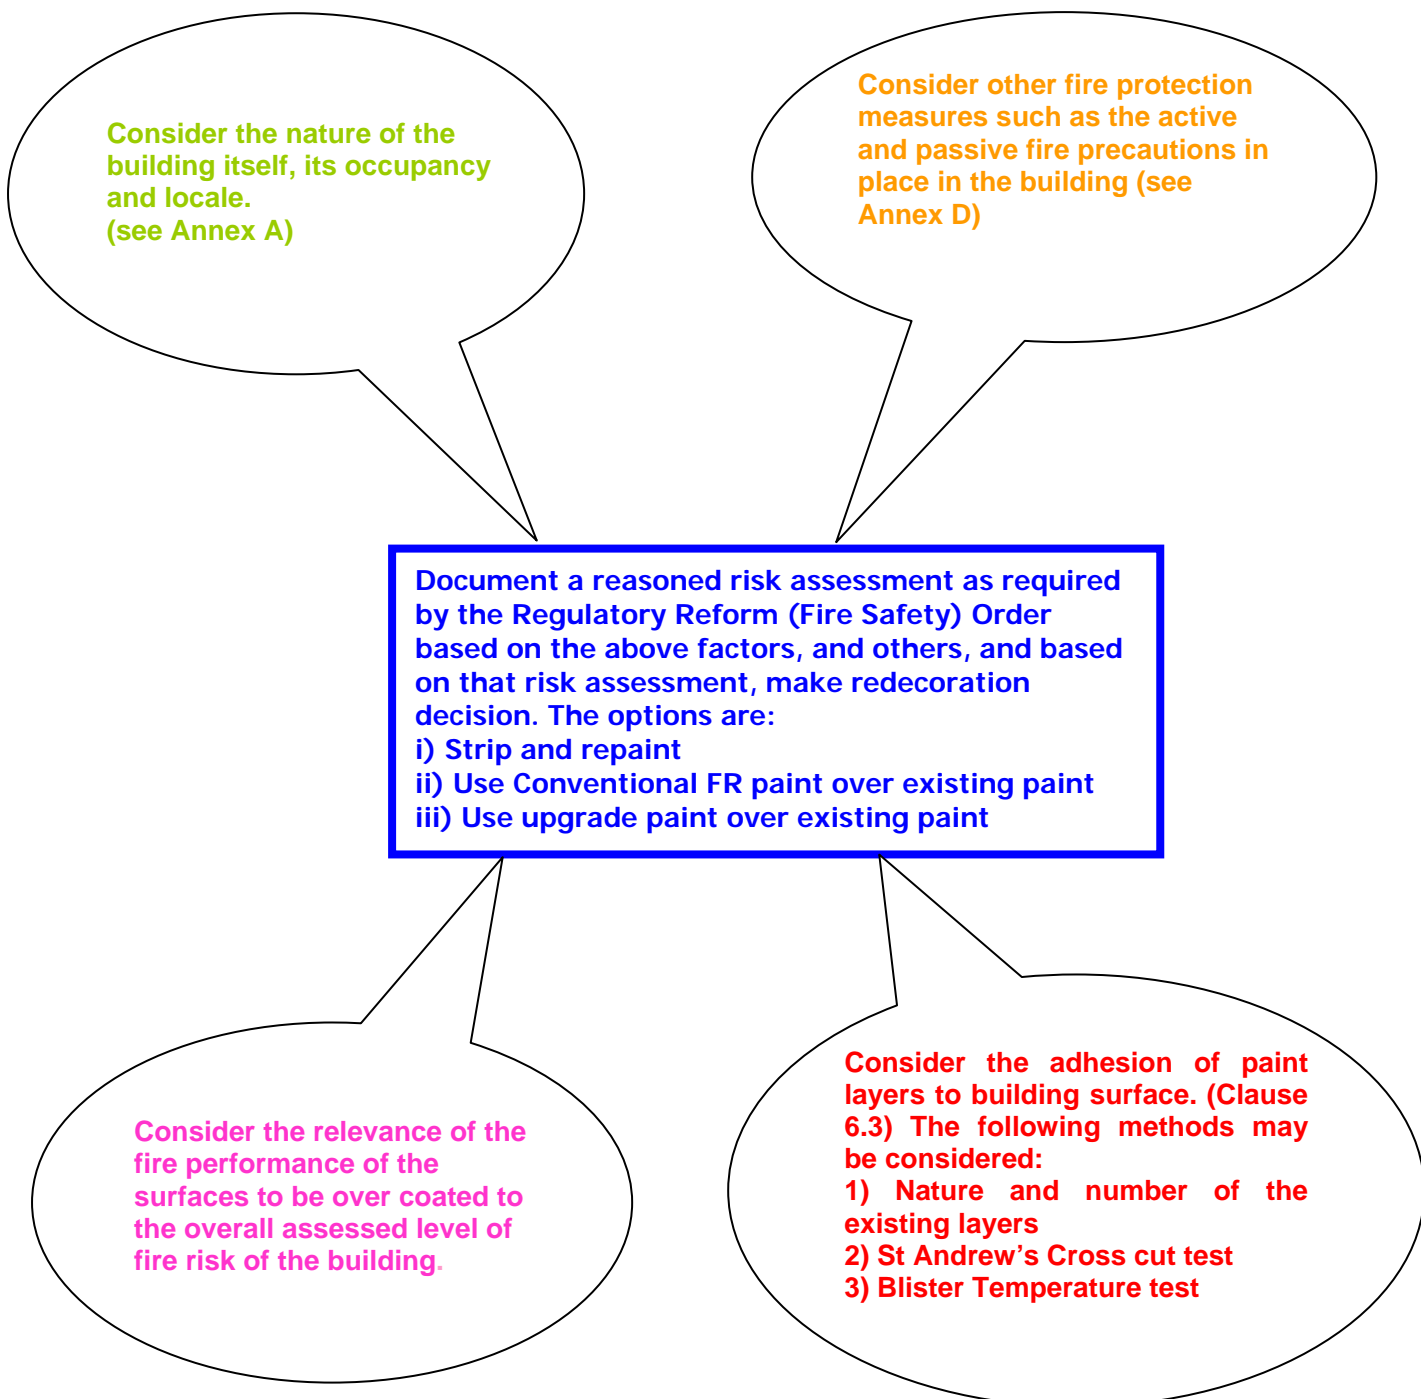 Consider the nature of the
building itself, its occupancy
and locale.
(see Annex A)
Consider other fire protection
measures such as the active
and passive fire precautions in
place in the building (see
Annex D)
Document a reasoned risk assessment as required
by the Regulatory Reform (Fire Safety) Order
based on the above factors, and others, and based
on that risk assessment, make redecoration
decision. The options are:
i) Strip and repaint
ii) Use Conventional FR paint over existing paint
iii) Use upgrade paint over existing paint
Consider the relevance of the
fire performance of the
surfaces to be over coated to
the overall assessed level of
fire risk of the building.
Consider the adhesion of paint
layers to building surface. (Clause
6.3) The following methods may
be considered:
1) Nature and number of the
existing layers
2) St Andrew’s Cross cut test
3) Blister Temperature test